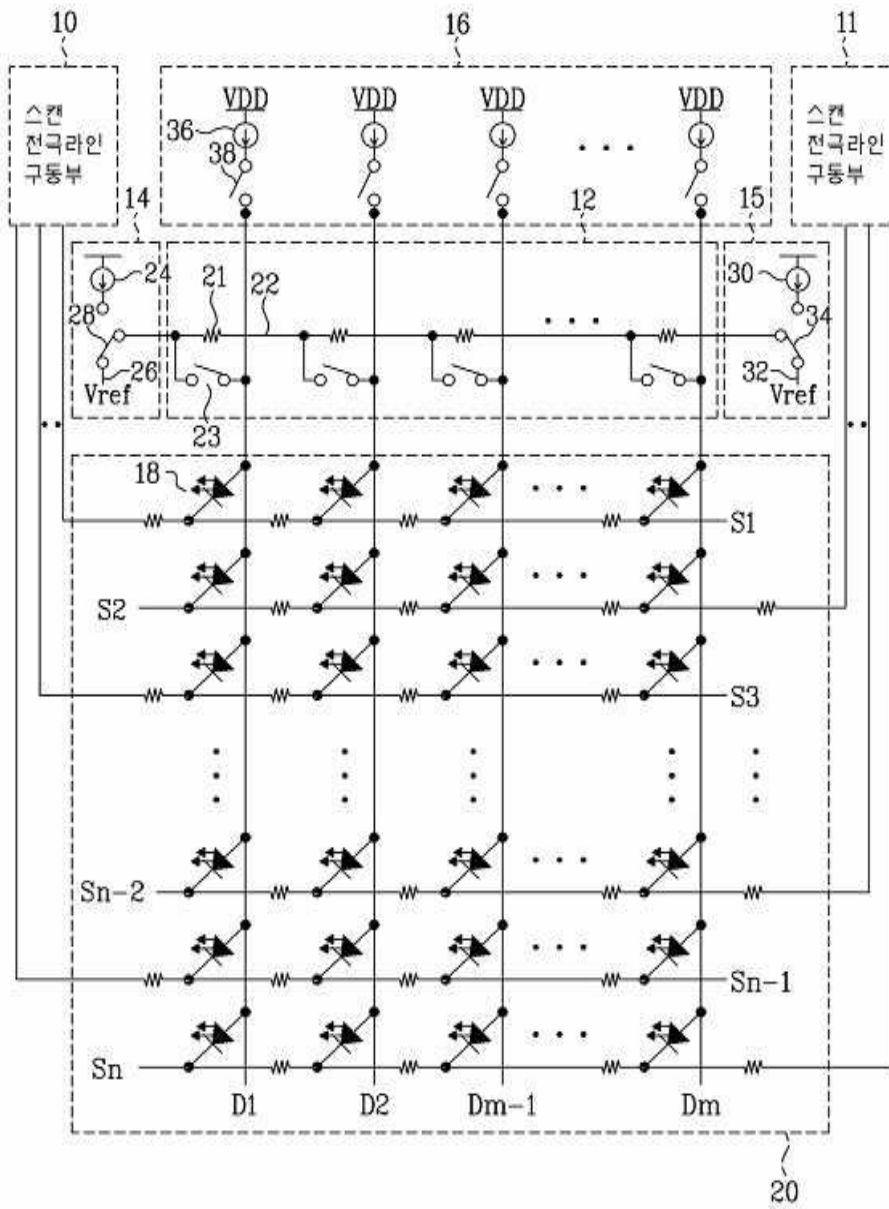 10 16 11
스캔
전극라인
구동부
VDD VDD VDD VDD
스캔
전극라인
구동부
36
38
14 12 15
24 21 22 30
28 34
26 32
Vref Vref
23
18
S1
S2
S3
Sn-2
Sn-1
Sn
D1 D2 Dm-1 Dm
20